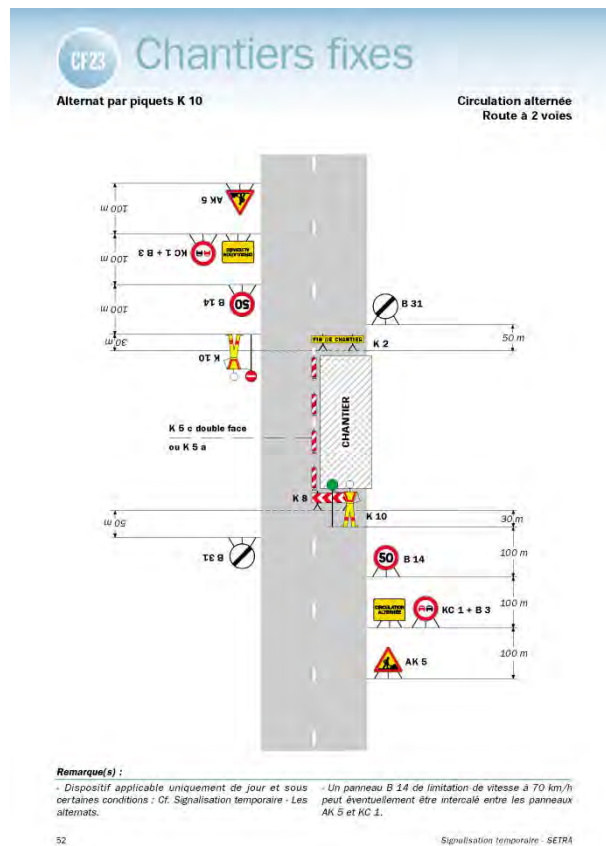 CF23 Chantiers fixes
Alternat par piquets K 10
Circulation alternée
Route à 2 voies
AK 5
100 m
KC 1 + B 3
CIRCULATION
ALTERNÉE
100 m
B 14
50
100 m
K 10
30 m
B 31
50 m
FIN DE CHANTIER
K 2
CHANTIER
K 5 c double face
ou K 5 a
K 8
K 10
30 m
50 m
B 31
50
B 14
100 m
CIRCULATION
ALTERNÉE
KC 1 + B 3
100 m
AK 5
100 m
Remarque(s) :
- Dispositif applicable uniquement de jour et sous
certaines conditions : Cf. Signalisation temporaire - Les
alternats.
- Un panneau B 14 de limitation de vitesse à 70 km/h
peut éventuellement être intercalé entre les panneaux
AK 5 et KC 1.
52
Signalisation temporaire - SETRA